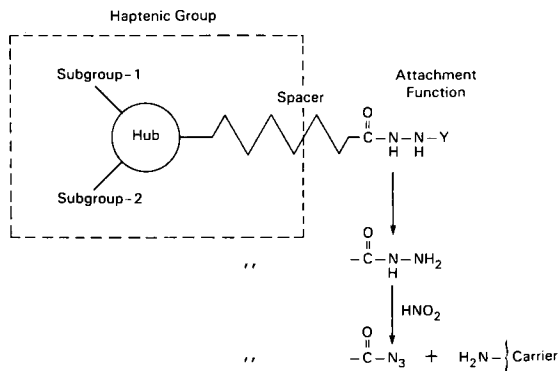 Haptenic Group
Subgroup-1
Hub
Subgroup-2
Spacer
Attachment
Function
O
-C-N-N-Y
H H
"
O
-C-N-NH₂
H
HNO₂
"
O
-C-N₃ + H₂N-}Carrier